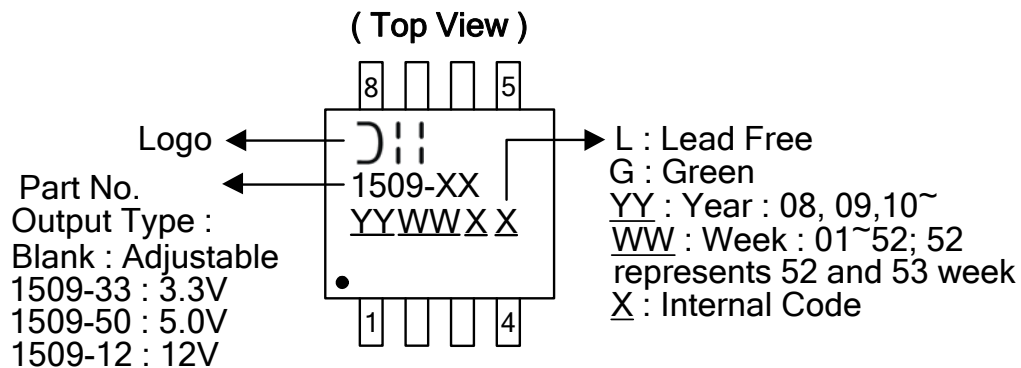 ( Top View )
8 5
Logo
1509-XX
YYWWX X
1 4
Part No.
Output Type :
Blank : Adjustable
1509-33 : 3.3V
1509-50 : 5.0V
1509-12 : 12V
L : Lead Free
G : Green
YY : Year : 08, 09,10~
WW : Week : 01~52; 52
represents 52 and 53 week
X : Internal Code